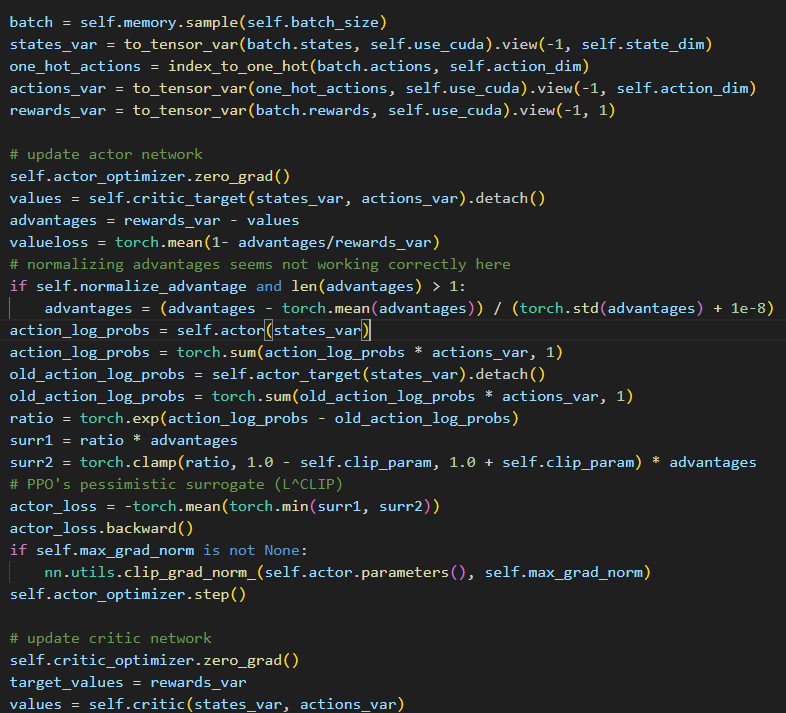 batch = self.memory.sample(self.batch_size)
states_var = to_tensor_var(batch.states, self.use_cuda).view(-1, self.state_dim)
one_hot_actions = index_to_one_hot(batch.actions, self.action_dim)
actions_var = to_tensor_var(one_hot_actions, self.use_cuda).view(-1, self.action_dim)
rewards_var = to_tensor_var(batch.rewards, self.use_cuda).view(-1, 1)

# update actor network
self.actor_optimizer.zero_grad()
values = self.critic_target(states_var, actions_var).detach()
advantages = rewards_var - values
valueloss = torch.mean(1- advantages/rewards_var)
# normalizing advantages seems not working correctly here
if self.normalize_advantage and len(advantages) > 1:
    advantages = (advantages - torch.mean(advantages)) / (torch.std(advantages) + 1e-8)
action_log_probs = self.actor(states_var)
action_log_probs = torch.sum(action_log_probs * actions_var, 1)
old_action_log_probs = self.actor_target(states_var).detach()
old_action_log_probs = torch.sum(old_action_log_probs * actions_var, 1)
ratio = torch.exp(action_log_probs - old_action_log_probs)
surr1 = ratio * advantages
surr2 = torch.clamp(ratio, 1.0 - self.clip_param, 1.0 + self.clip_param) * advantages
# PPO's pessimistic surrogate (L^CLIP)
actor_loss = -torch.mean(torch.min(surr1, surr2))
actor_loss.backward()
if self.max_grad_norm is not None:
    nn.utils.clip_grad_norm_(self.actor.parameters(), self.max_grad_norm)
self.actor_optimizer.step()

# update critic network
self.critic_optimizer.zero_grad()
target_values = rewards_var
values = self.critic(states_var, actions_var)